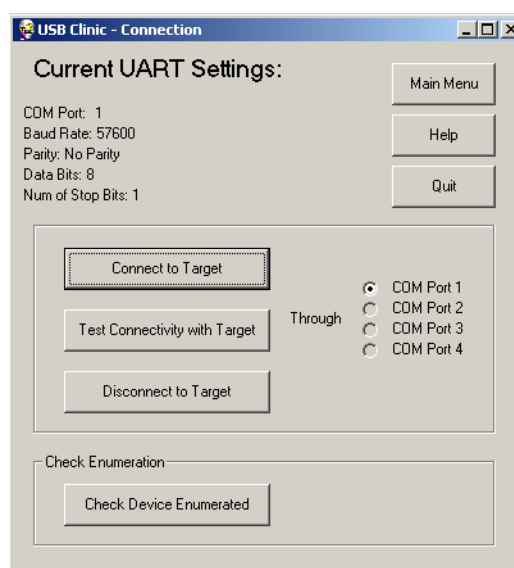 USB Clinic - Connection
Current UART Settings:
Main Menu
COM Port: 1
Baud Rate: 57600
Parity: No Parity
Data Bits: 8
Num of Stop Bits: 1
Help
Quit
Connect to Target
Test Connectivity with Target
Disconnect to Target
Through
COM Port 1
COM Port 2
COM Port 3
COM Port 4
Check Enumeration
Check Device Enumerated